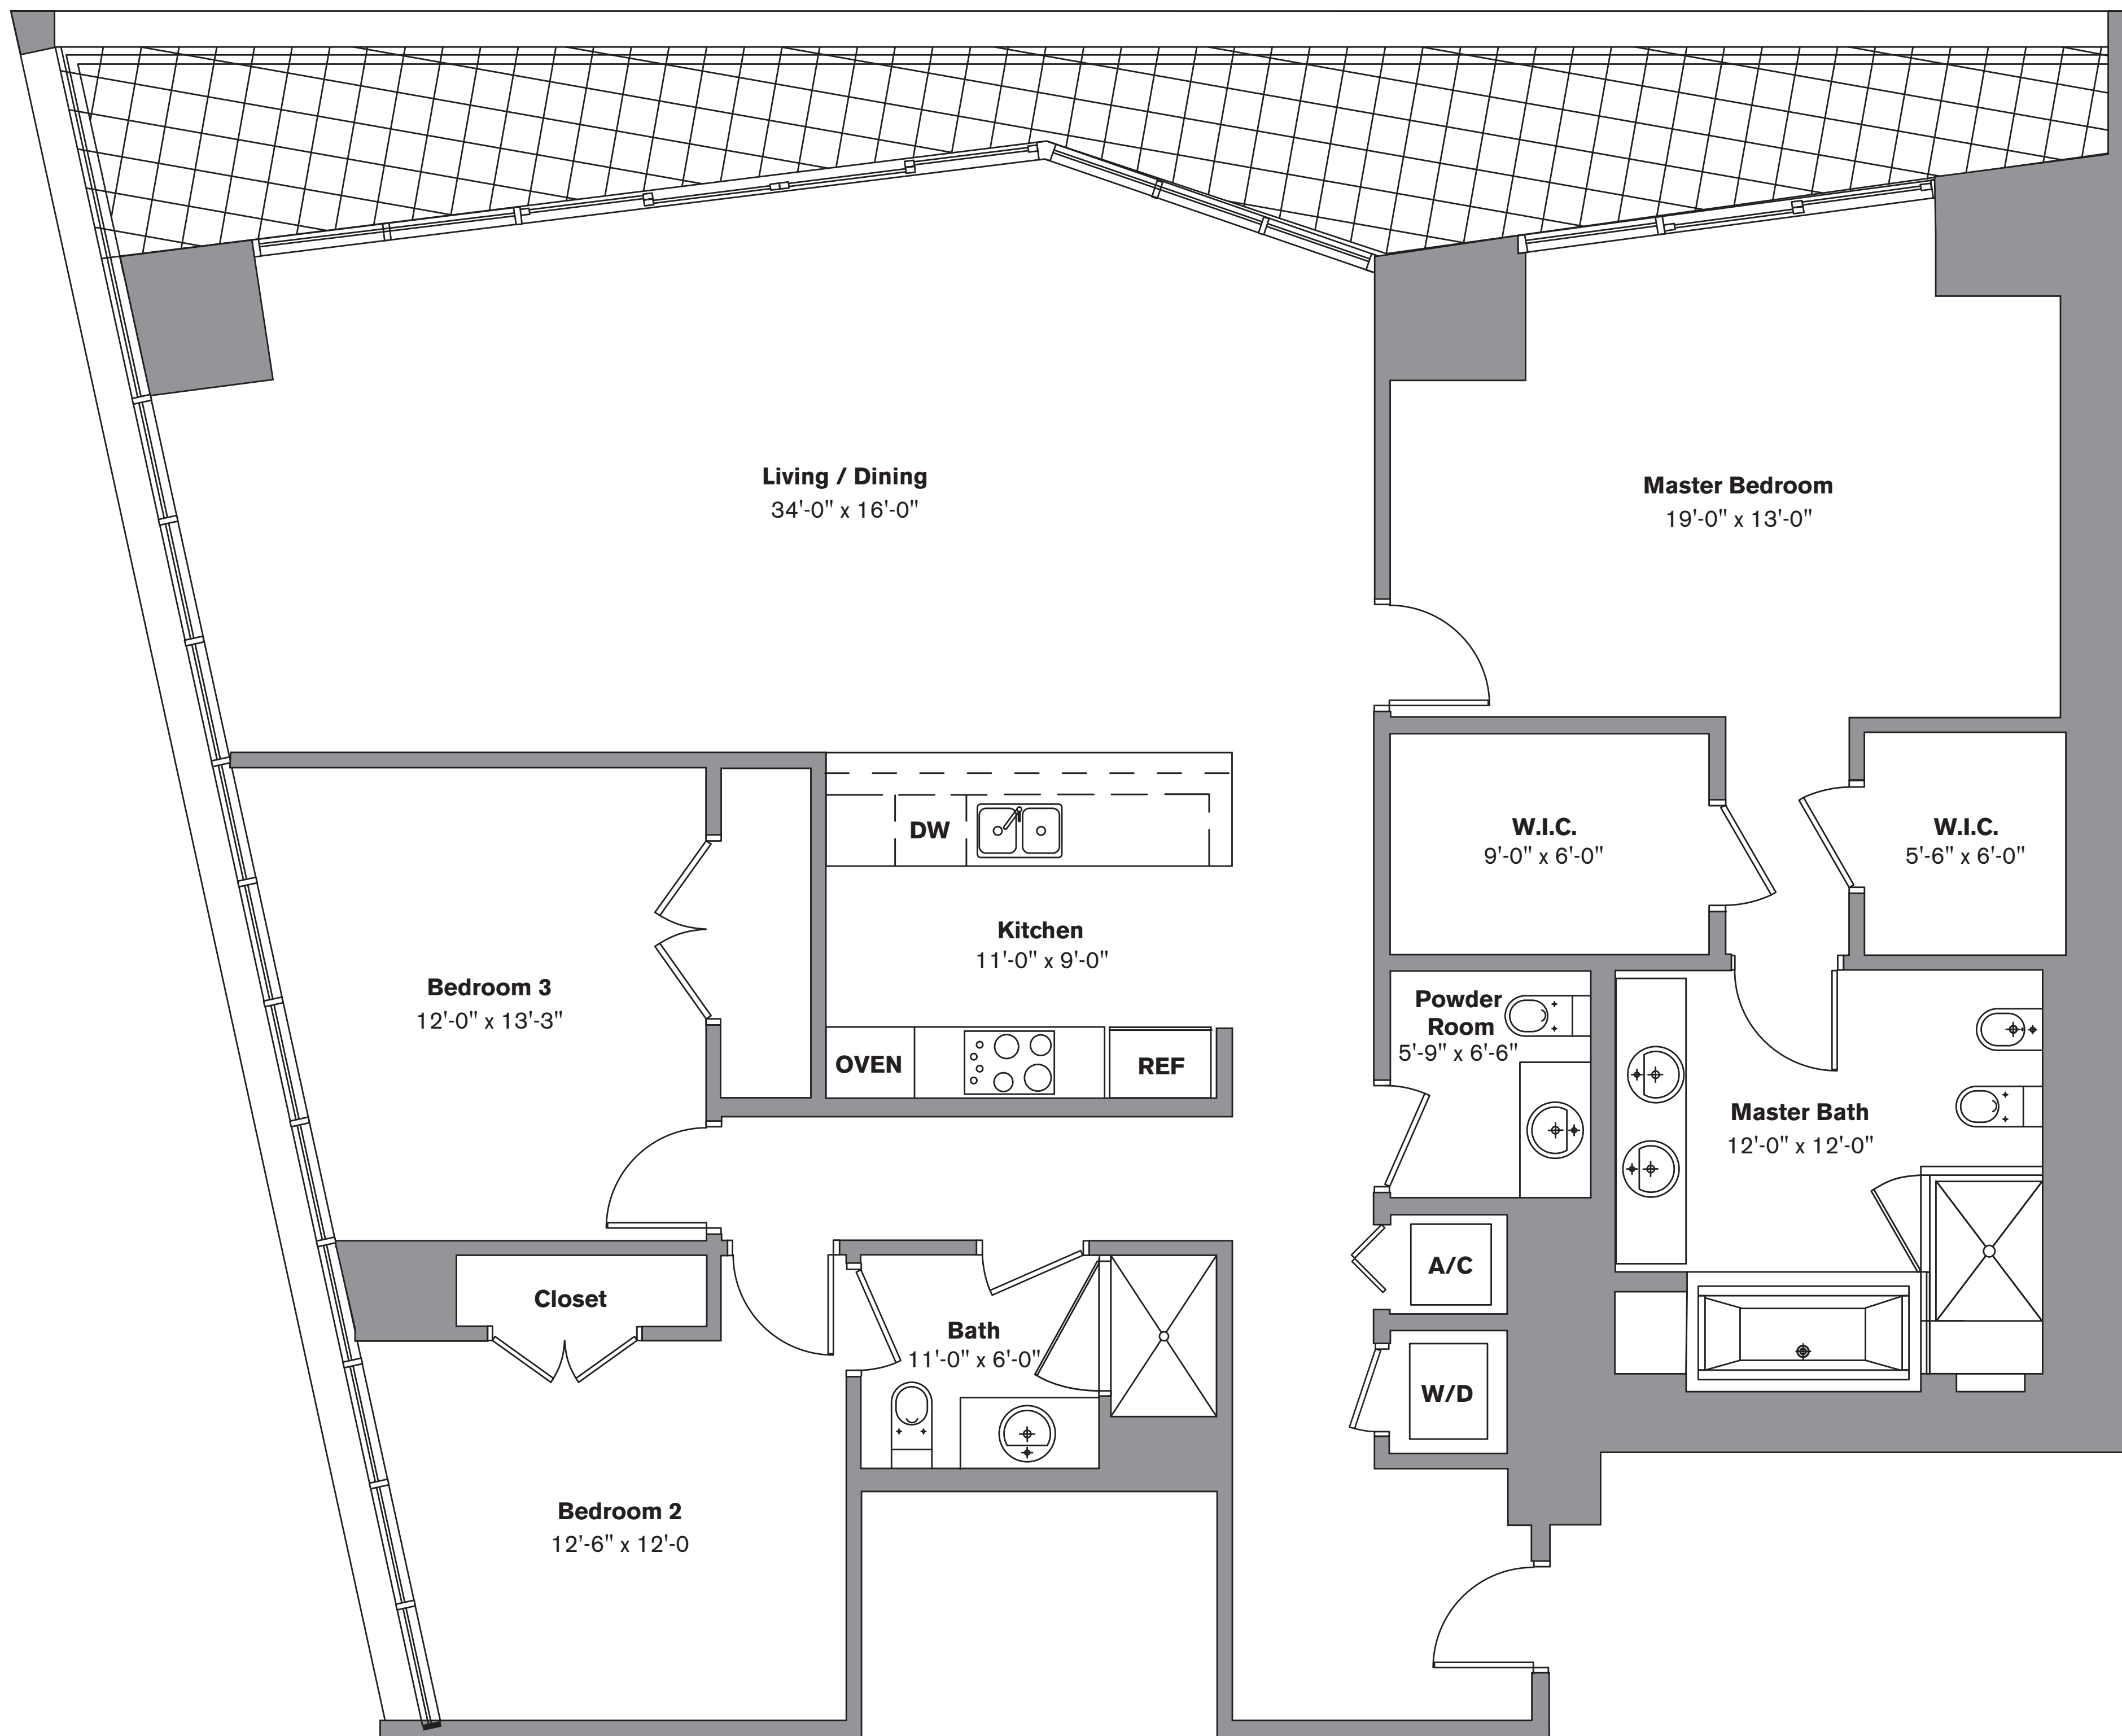 Living / Dining
34'-0" x 16'-0"
Master Bedroom
19'-0" x 13'-0"
W.I.C.
9'-0" x 6'-0"
W.I.C.
5'-6" x 6'-0"
DW
Kitchen
11'-0" x 9'-0"
OVEN
REF
Bedroom 3
12'-0" x 13'-3"
Powder
Room
5'-9" x 6'-6"
Master Bath
12'-0" x 12'-0"
A/C
W/D
Closet
Bath
11'-0" x 6'-0"
Bedroom 2
12'-6" x 12'-0